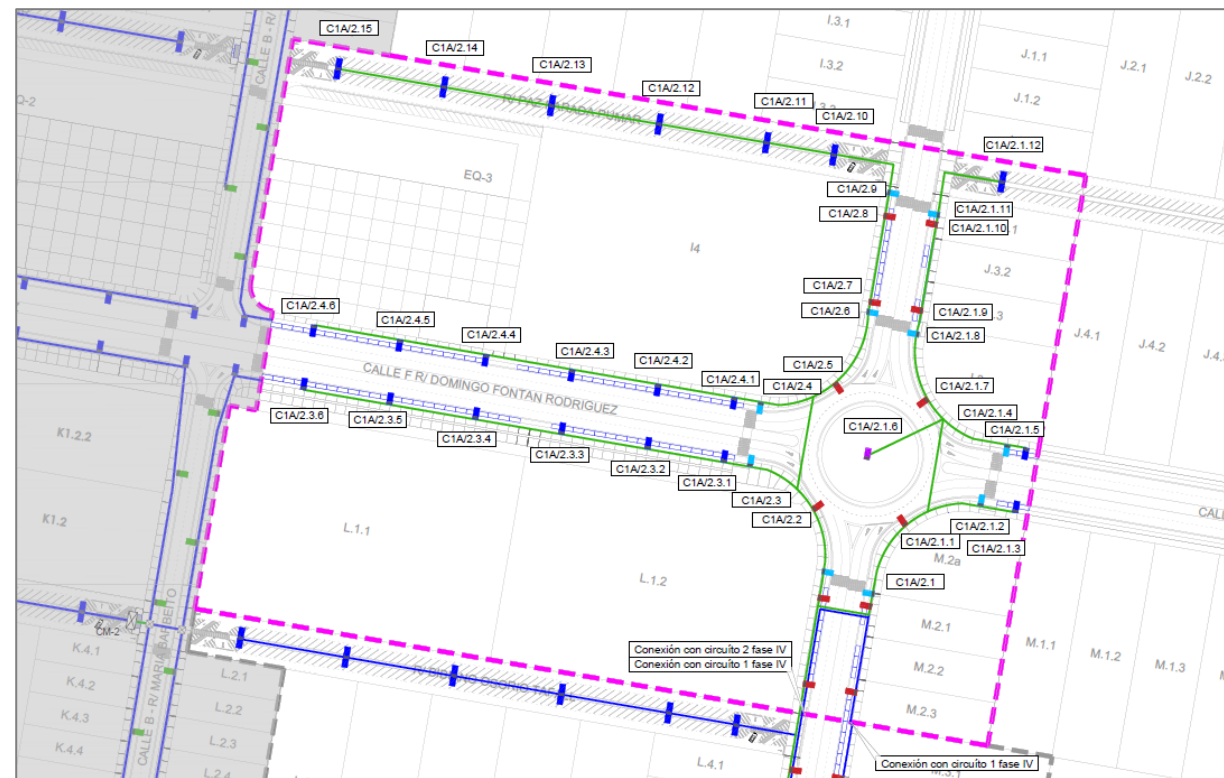 C1A/2.15
C1A/2.14
C1A/2.13
C1A/2.12
C1A/2.11
C1A/2.10
I.3.1
I.3.2
J.1.1
J.1.2
J.2.1
J.2.2
C1A/2.1.12
CALLE B - R/
EQ-3
C1A/2.9
C1A/2.8
C1A/2.1.11
C1A/2.1.10
I4
J.3.2
C1A/2.7
C1A/2.6
C1A/2.1.9
C1A/2.1.8
J.4.1
J.4.2
C1A/2.4.6
C1A/2.4.5
C1A/2.4.4
C1A/2.4.3
C1A/2.4.2
C1A/2.4.1
C1A/2.5
C1A/2.4
C1A/2.1.7
CALLE F R/ DOMINGO FONTAN RODRIGUEZ
C1A/2.1.4
C1A/2.1.5
C1A/2.1.6
C1A/2.3.6
C1A/2.3.5
C1A/2.3.4
C1A/2.3.3
C1A/2.3.2
C1A/2.3.1
C1A/2.3
C1A/2.2
K1.2.2
K1.2
L.1.1
L.1.2
C1A/2.1.2
C1A/2.1.1
C1A/2.1.3
CALL
M.2a
C1A/2.1
CM-2
Conexión con circuíto 2 fase IV
Conexión con circuíto 1 fase IV
M.2.1
M.2.2
M.2.3
M.1.1
M.1.2
M.1.3
K.4.1
K.4.2
K.4.3
K.4.4
L.2.1
L.2.2
L.2.3
L.2.4
L.4.1
Conexión con circuíto 1 fase IV
M.3.1